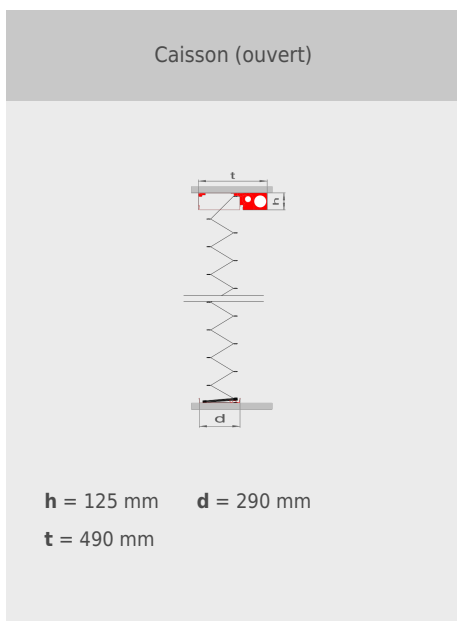 Caisson (ouvert)
t
h
d
h = 125 mm d = 290 mm
t = 490 mm